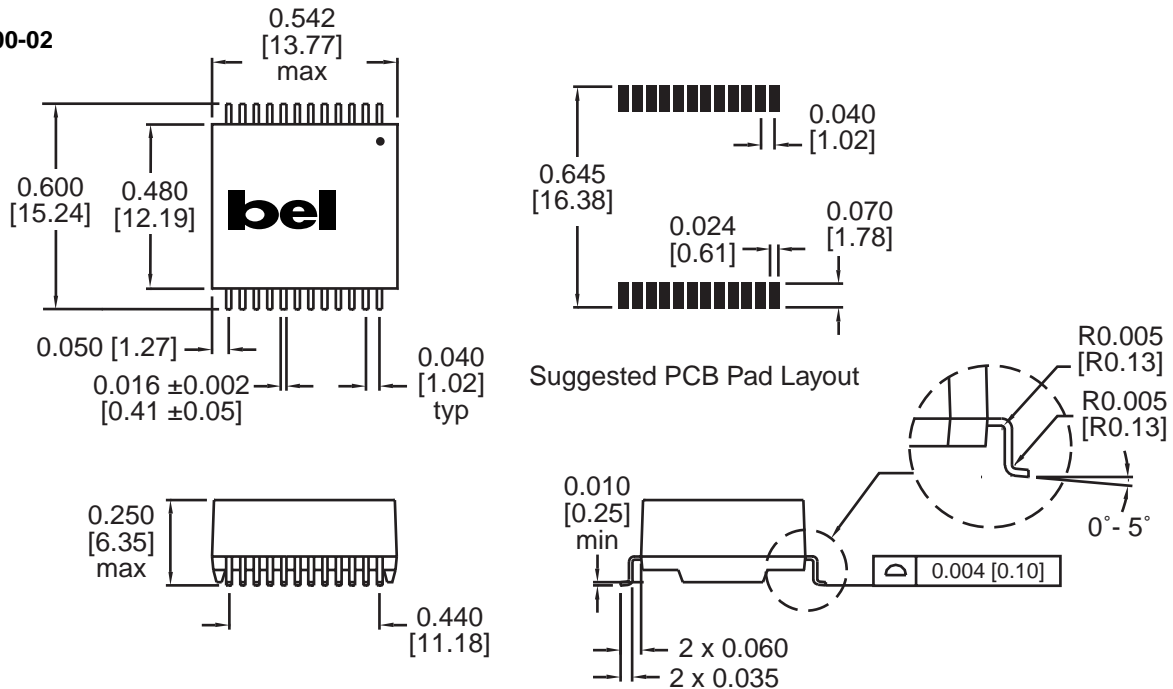 00-02
0.542
[13.77]
max
0.600
[15.24]
0.480
[12.19]
bel
0.050 [1.27]
0.016 ±0.002
[0.41 ±0.05]
0.040
[1.02]
typ
0.645
[16.38]
0.040
[1.02]
0.024
[0.61]
0.070
[1.78]
Suggested PCB Pad Layout
R0.005
[R0.13]
R0.005
[R0.13]
0°- 5°
0.250
[6.35]
max
0.440
[11.18]
0.010
[0.25]
min
0.004 [0.10]
2 x 0.060
2 x 0.035